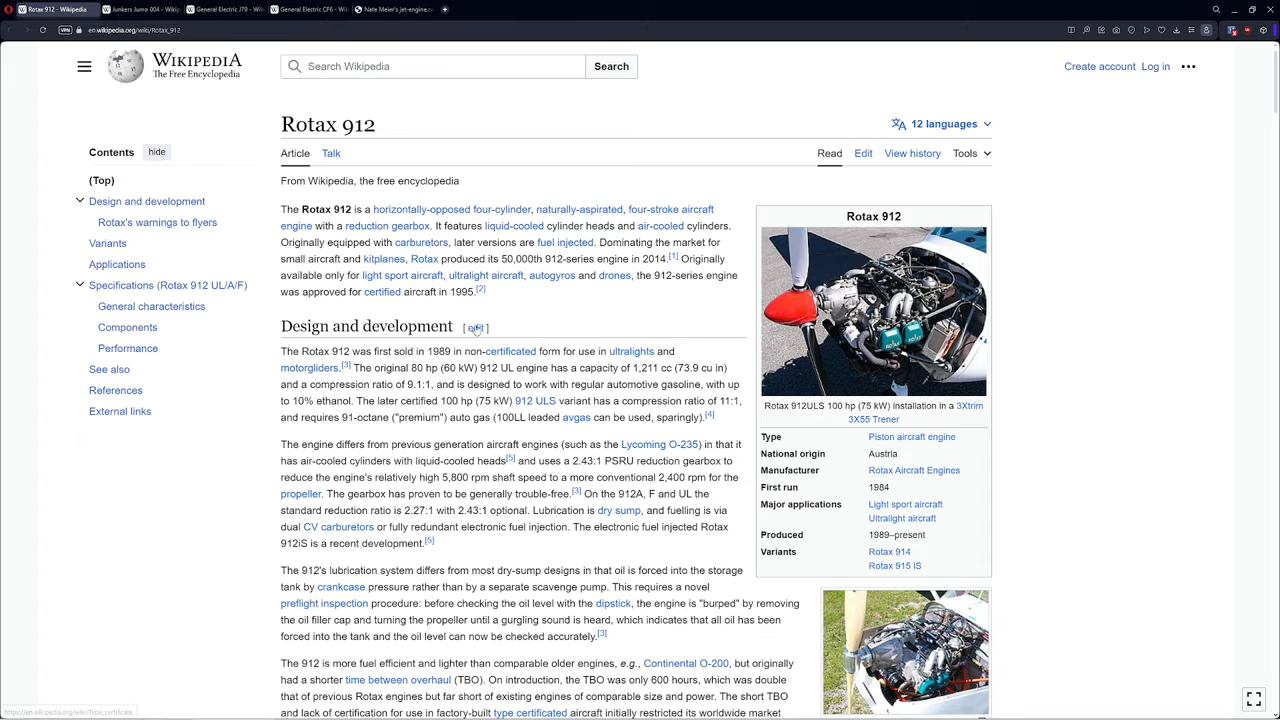 Rotax 912 - Wikipedia
Junkers Jumo 004 - Wikip
General Electric J79 - Wiki
General Electric CF6 - Wiki
Nate Meier's jet-engine.
VPN
en.wikipedia.org/wiki/Rotax_912
WIKIPEDIA
The Free Encyclopedia
Search Wikipedia
Search
Create account
Log in
Contents
hide
(Top)
Design and development
Rotax's warnings to flyers
Variants
Applications
Specifications (Rotax 912 UL/A/F)
General characteristics
Components
Performance
See also
References
External links
Rotax 912
12 languages
Article
Talk
Read
Edit
View history
Tools
From Wikipedia, the free encyclopedia
The Rotax 912 is a horizontally-opposed four-cylinder, naturally-aspirated, four-stroke aircraft
engine with a reduction gearbox. It features liquid-cooled cylinder heads and air-cooled cylinders.
Originally equipped with carburetors, later versions are fuel injected. Dominating the market for
small aircraft and kitplanes, Rotax produced its 50,000th 912-series engine in 2014.[1] Originally
available only for light sport aircraft, ultralight aircraft, autogyros and drones, the 912-series engine
was approved for certified aircraft in 1995.[2]
Design and development [ edit ]
The Rotax 912 was first sold in 1989 in non-certificated form for use in ultralights and
motorgliders.[3] The original 80 hp (60 kW) 912 UL engine has a capacity of 1,211 cc (73.9 cu in)
and a compression ratio of 9.1:1, and is designed to work with regular automotive gasoline, with up
to 10% ethanol. The later certified 100 hp (75 kW) 912 ULS variant has a compression ratio of 11:1,
and requires 91-octane ("premium") auto gas (100LL leaded avgas can be used, sparingly).[4]
The engine differs from previous generation aircraft engines (such as the Lycoming O-235) in that it
has air-cooled cylinders with liquid-cooled heads[5] and uses a 2.43:1 PSRU reduction gearbox to
reduce the engine's relatively high 5,800 rpm shaft speed to a more conventional 2,400 rpm for the
propeller. The gearbox has proven to be generally trouble-free.[3] On the 912A, F and UL the
standard reduction ratio is 2.27:1 with 2.43:1 optional. Lubrication is dry sump, and fuelling is via
dual CV carburetors or fully redundant electronic fuel injection. The electronic fuel injected Rotax
912iS is a recent development.[5]
The 912's lubrication system differs from most dry-sump designs in that oil is forced into the storage
tank by crankcase pressure rather than by a separate scavenge pump. This requires a novel
preflight inspection procedure: before checking the oil level with the dipstick, the engine is "burped" by removing
the oil filler cap and turning the propeller until a gurgling sound is heard, which indicates that all oil has been
forced into the tank and the oil level can now be checked accurately.[3]
The 912 is more fuel efficient and lighter than comparable older engines, e.g., Continental O-200, but originally
had a shorter time between overhaul (TBO). On introduction, the TBO was only 600 hours, which was double
that of previous Rotax engines but far short of existing engines of comparable size and power. The short TBO
and lack of certification for use in factory-built type certificated aircraft initially restricted its worldwide market
Rotax 912
Rotax 912ULS 100 hp (75 kW) installation in a 3Xtrim
3X55 Trener
Type Piston aircraft engine
National origin Austria
Manufacturer Rotax Aircraft Engines
First run 1984
Major applications Light sport aircraft
Ultralight aircraft
Produced 1989–present
Variants Rotax 914
Rotax 915 iS
https://en.wikipedia.org/wiki/Type_certificate